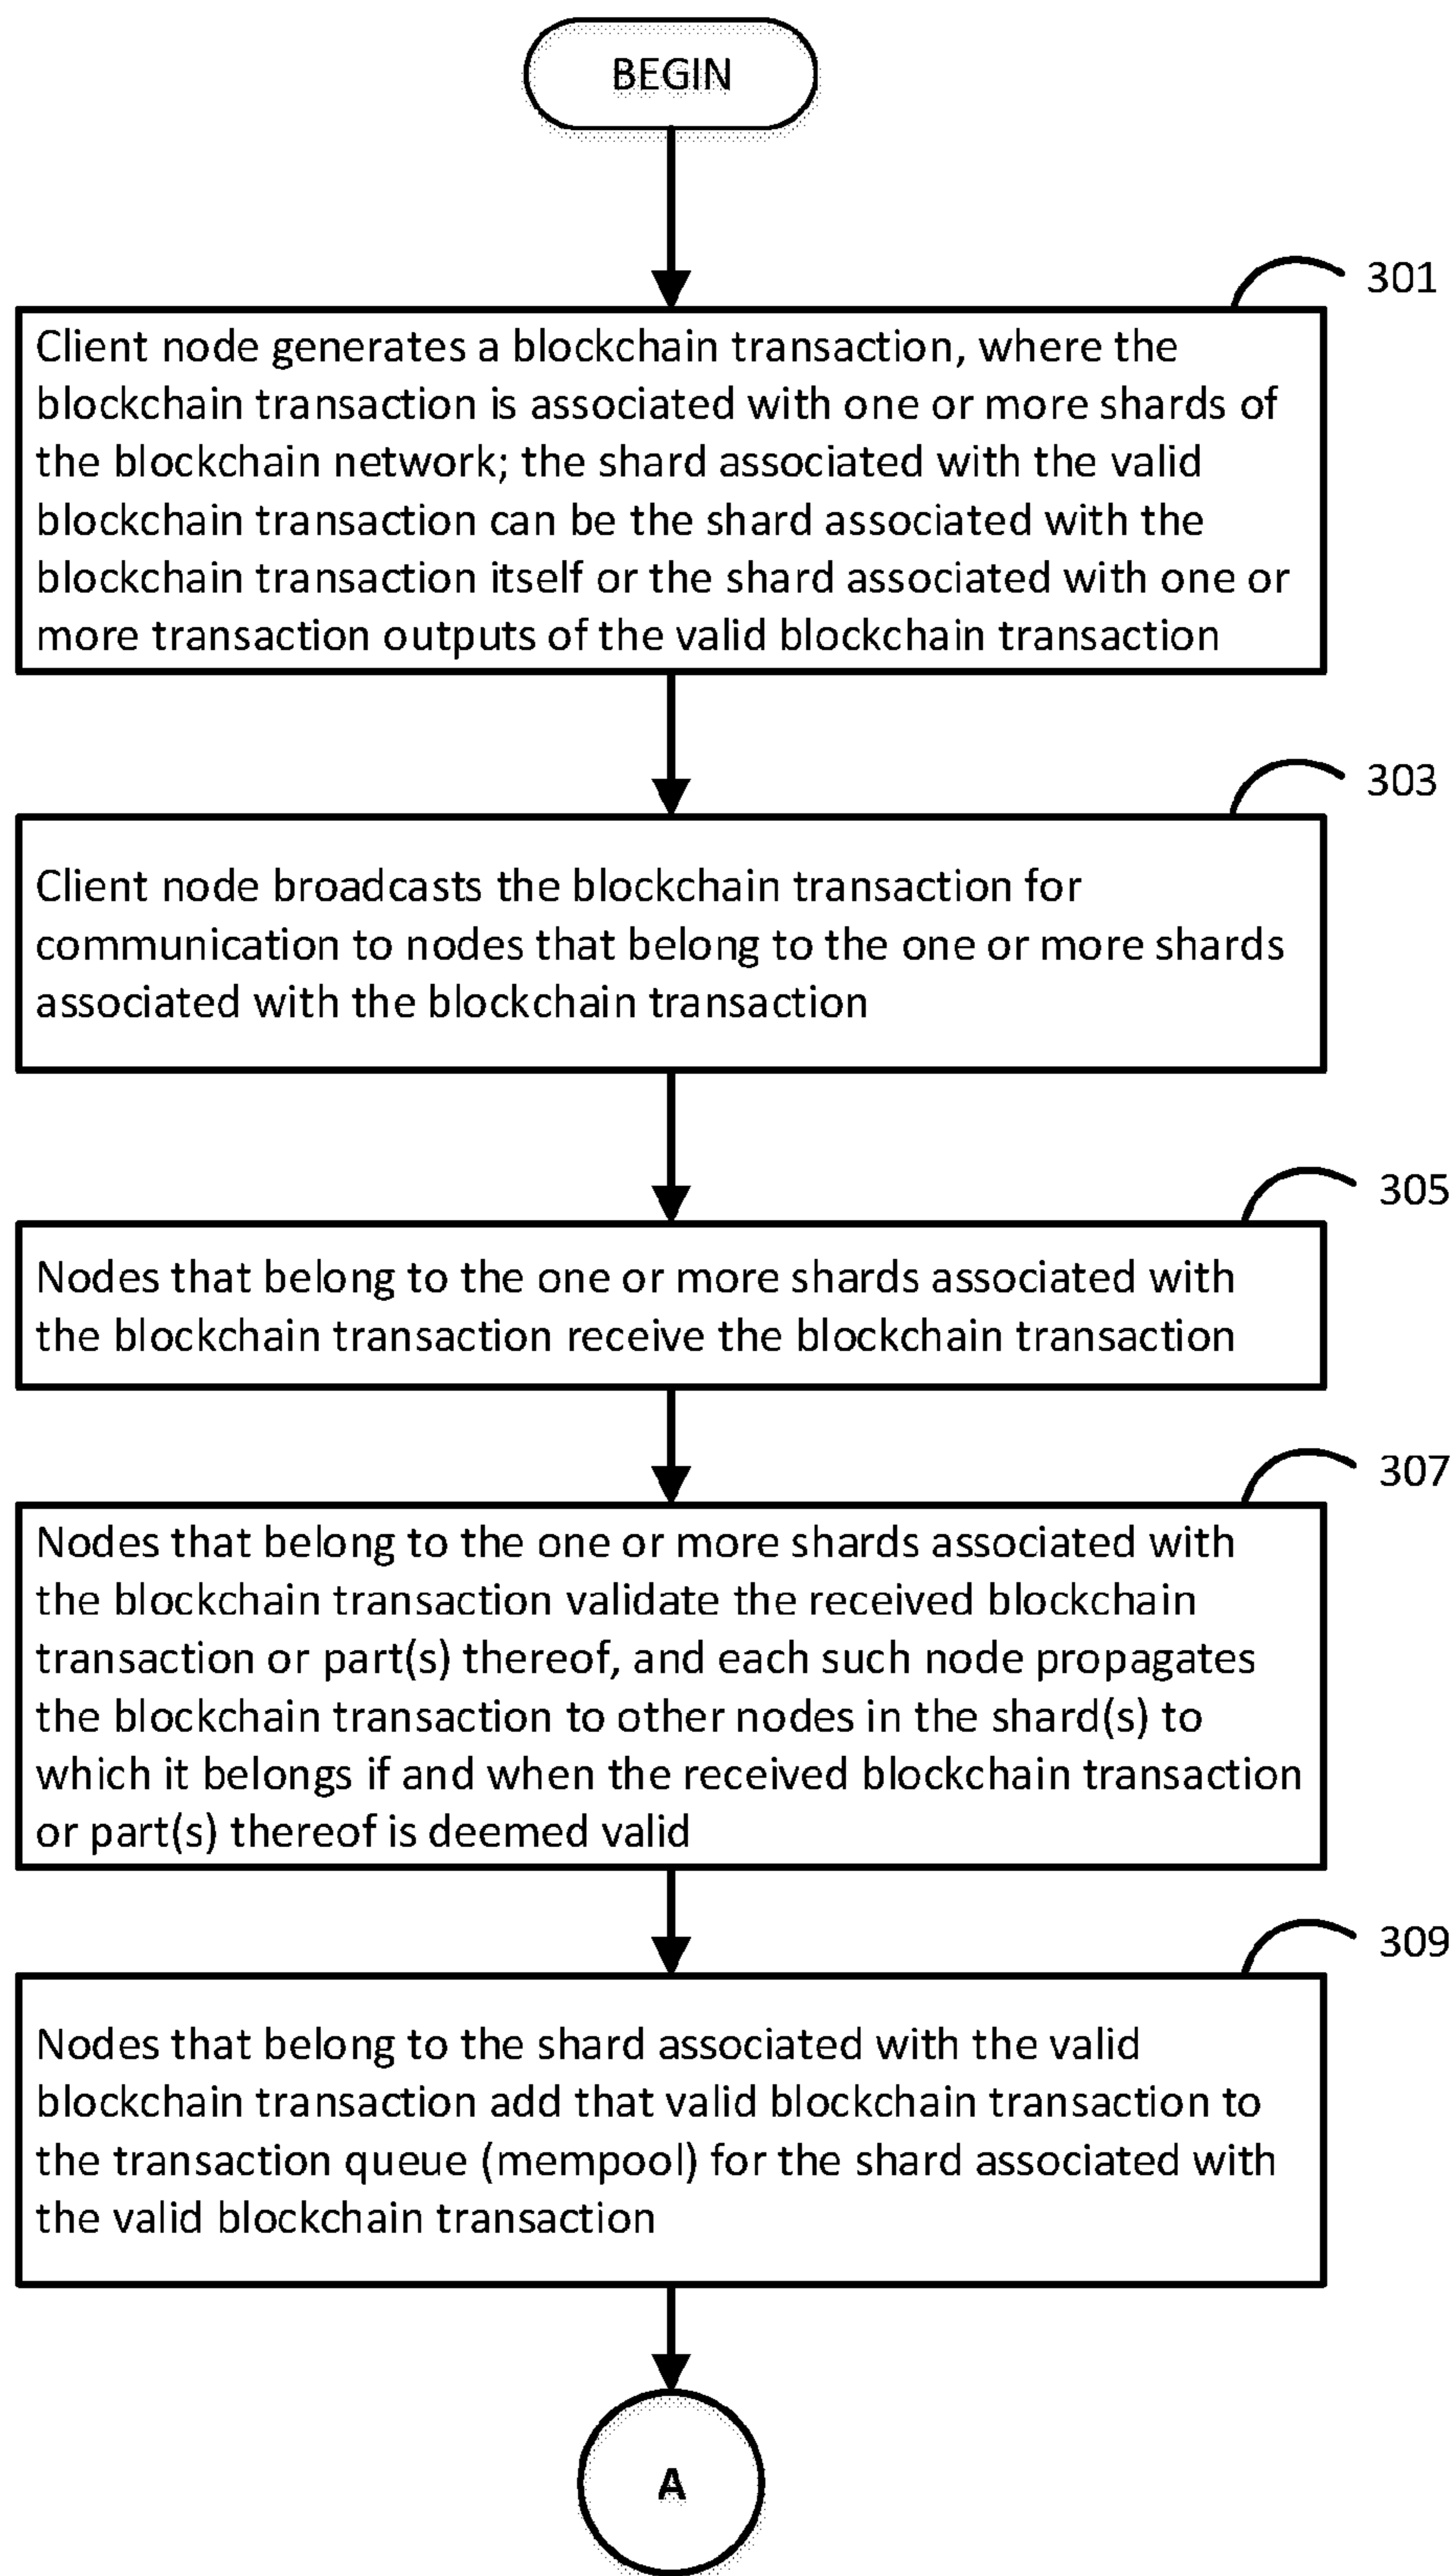 BEGIN
301
Client node generates a blockchain transaction, where the
blockchain transaction is associated with one or more shards of
the blockchain network; the shard associated with the valid
blockchain transaction can be the shard associated with the
blockchain transaction itself or the shard associated with one or
more transaction outputs of the valid blockchain transaction
303
Client node broadcasts the blockchain transaction for
communication to nodes that belong to the one or more shards
associated with the blockchain transaction
305
Nodes that belong to the one or more shards associated with
the blockchain transaction receive the blockchain transaction
307
Nodes that belong to the one or more shards associated with
the blockchain transaction validate the received blockchain
transaction or part(s) thereof, and each such node propagates
the blockchain transaction to other nodes in the shard(s) to
which it belongs if and when the received blockchain transaction
or part(s) thereof is deemed valid
309
Nodes that belong to the shard associated with the valid
blockchain transaction add that valid blockchain transaction to
the transaction queue (mempool) for the shard associated with
the valid blockchain transaction
A